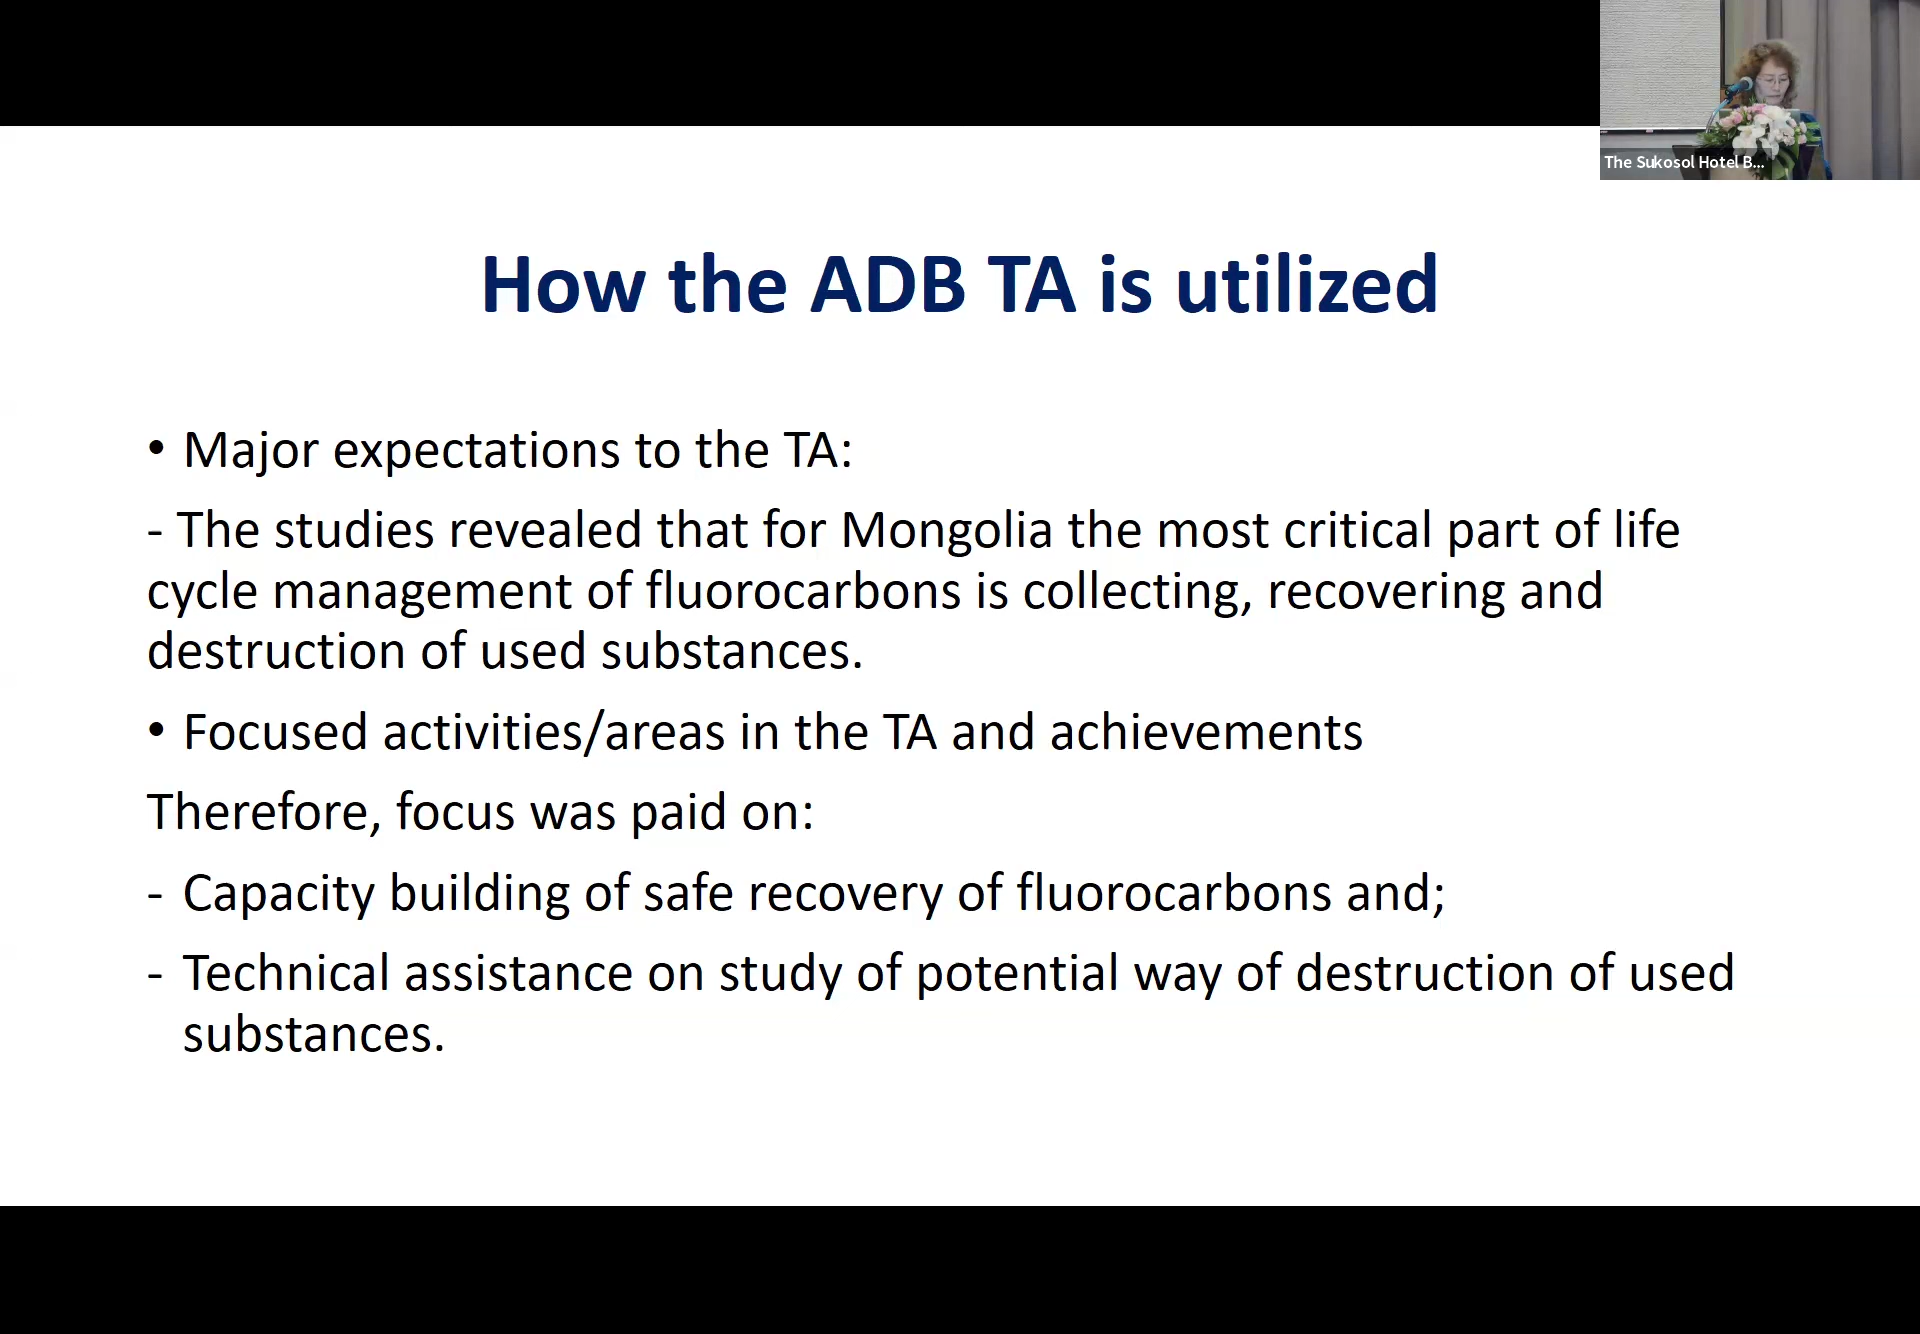 The Sukosol Hotel B...
How the ADB TA is utilized
• Major expectations to the TA:
- The studies revealed that for Mongolia the most critical part of life
cycle management of fluorocarbons is collecting, recovering and
destruction of used substances.
• Focused activities/areas in the TA and achievements
Therefore, focus was paid on:
- Capacity building of safe recovery of fluorocarbons and;
- Technical assistance on study of potential way of destruction of used
substances.